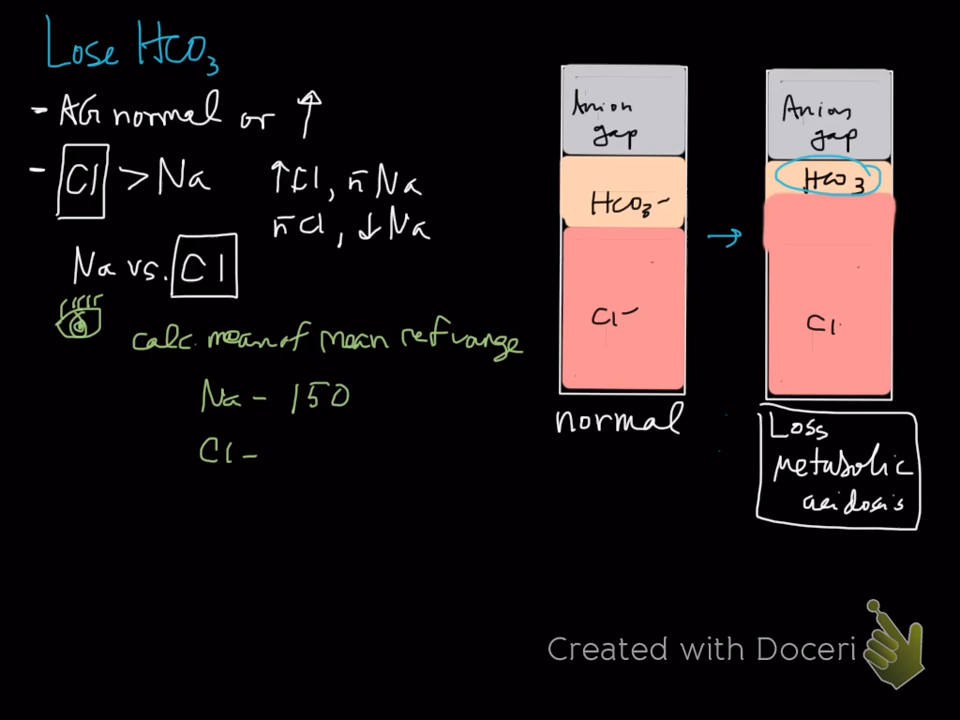 Lose HCO3
- AG normal or ↑
- Cl > Na
↑Cl, n̄ Na
n̄ Cl, ↓ Na
Na vs. Cl
calc. mean of mean ref range
Na - 150
Cl -
Anion
gap
HCO3-
Cl-
normal
→
Anion
gap
HCO3
Cl-
Loss
metabolic
acidosis
Created with Doceri